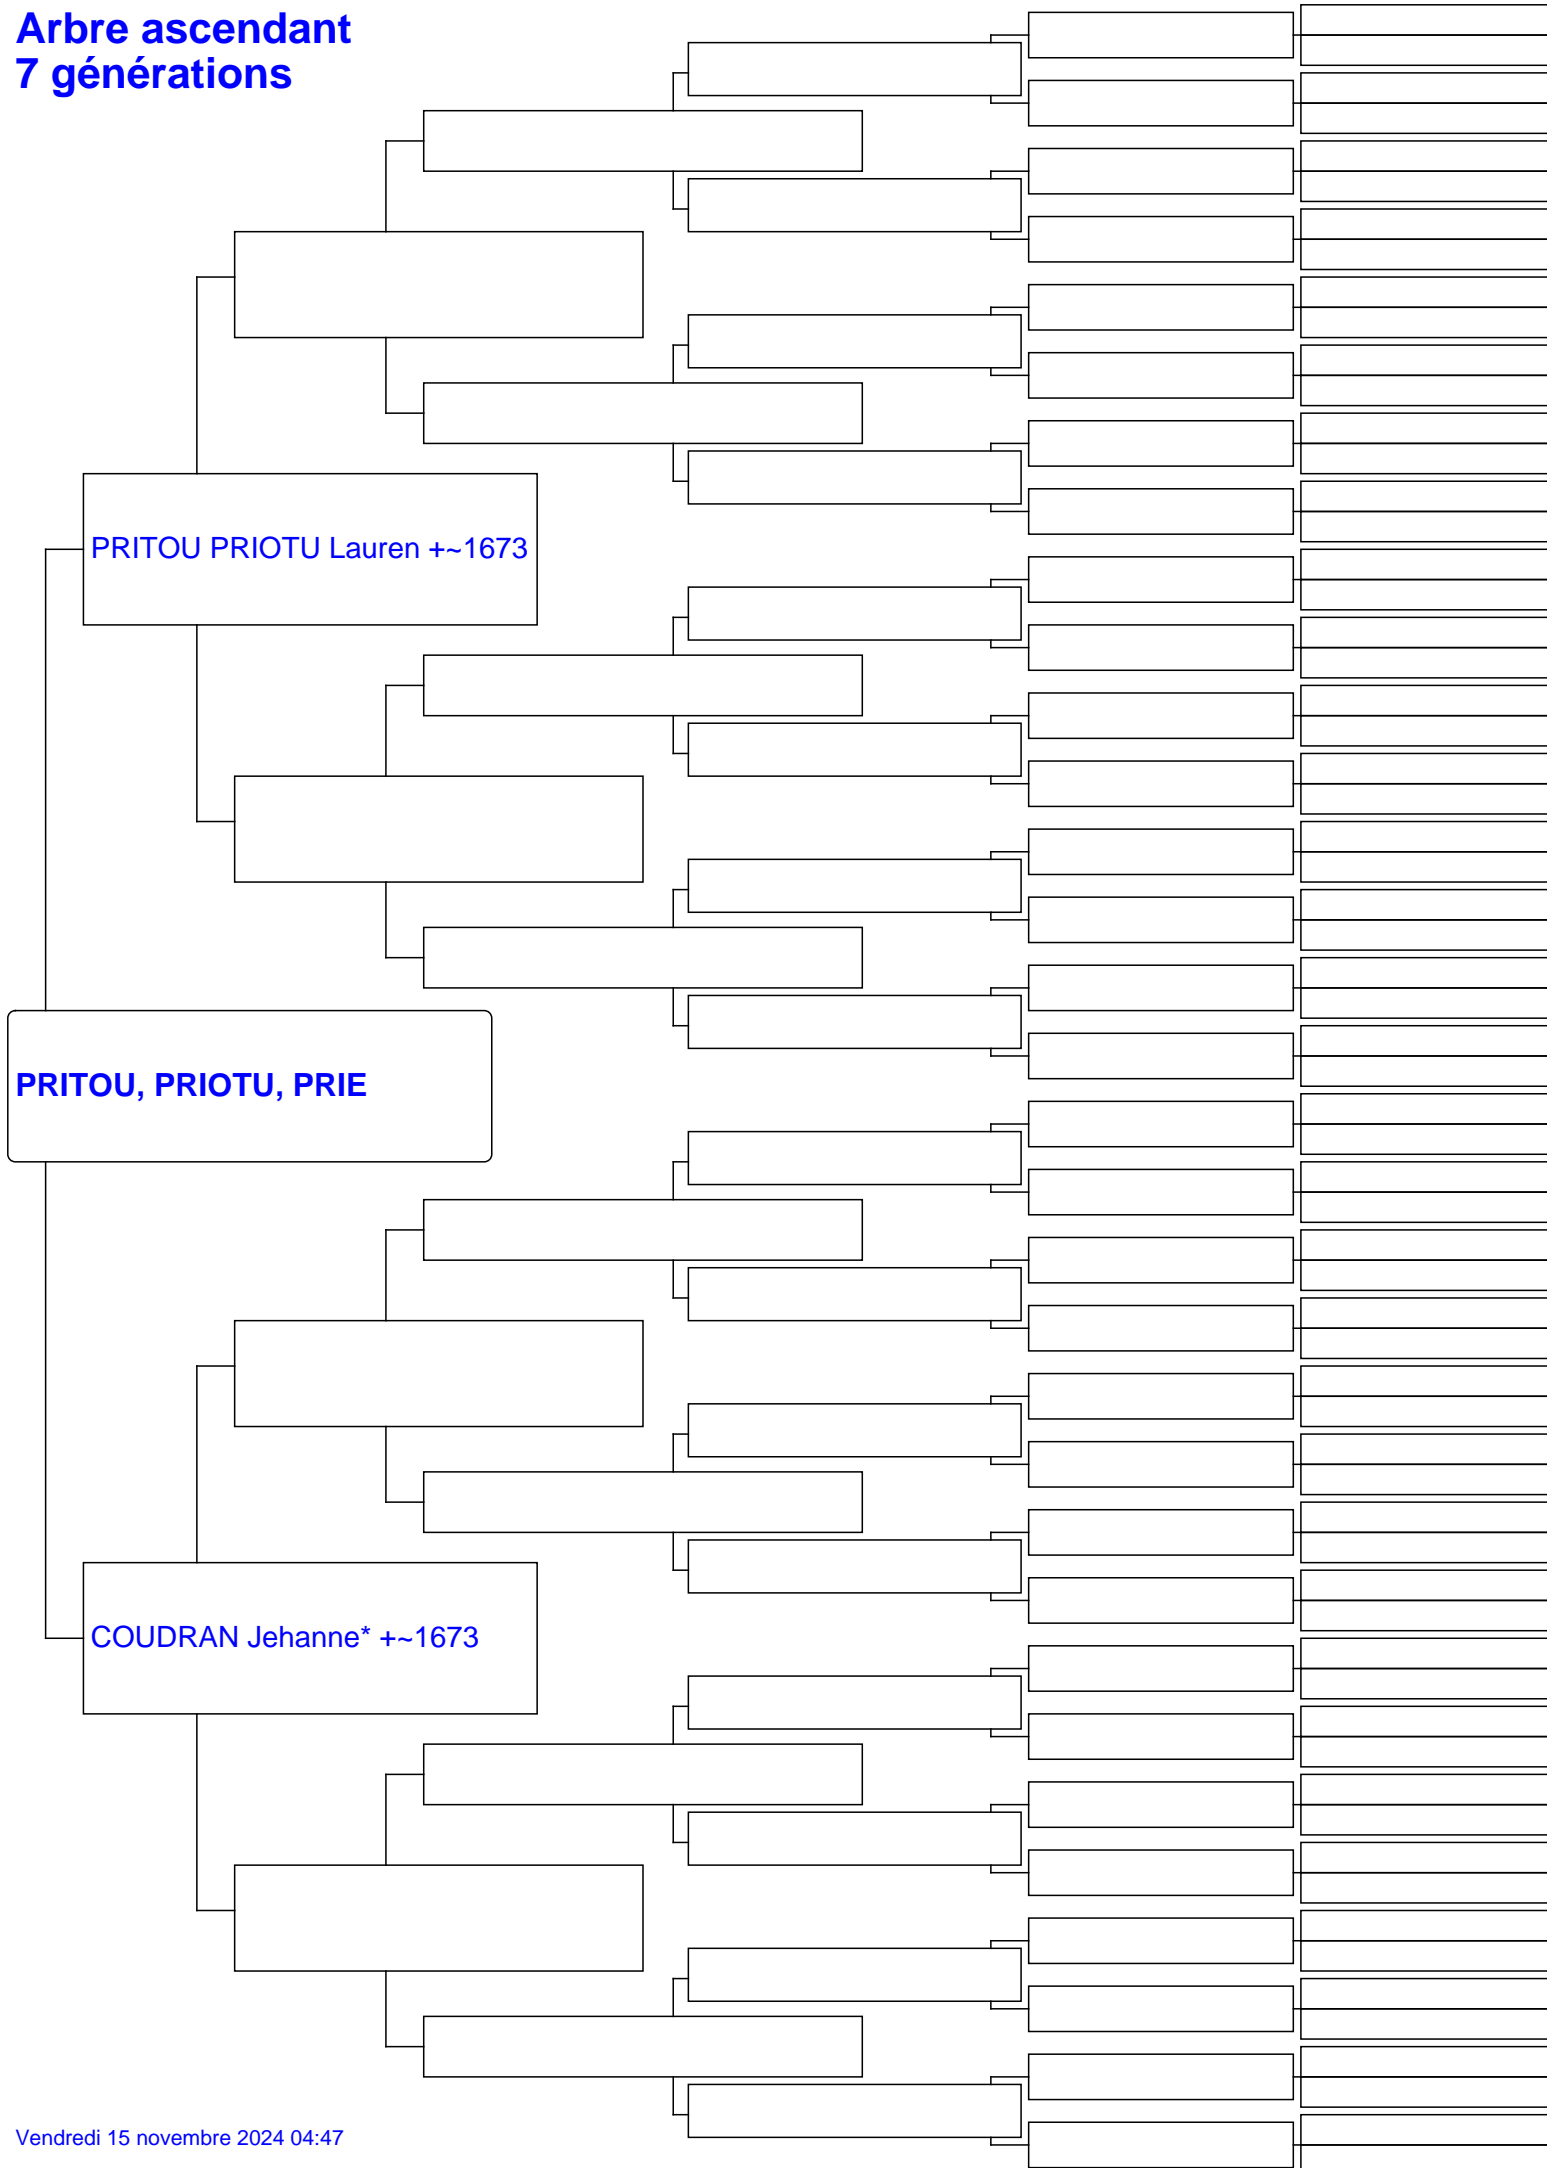 Arbre ascendant
7 générations
PRITOU PRIOTU Lauren +~1673
PRITOU, PRIOTU, PRIE
COUDRAN Jehanne* +~1673
Vendredi 15 novembre 2024 04:47